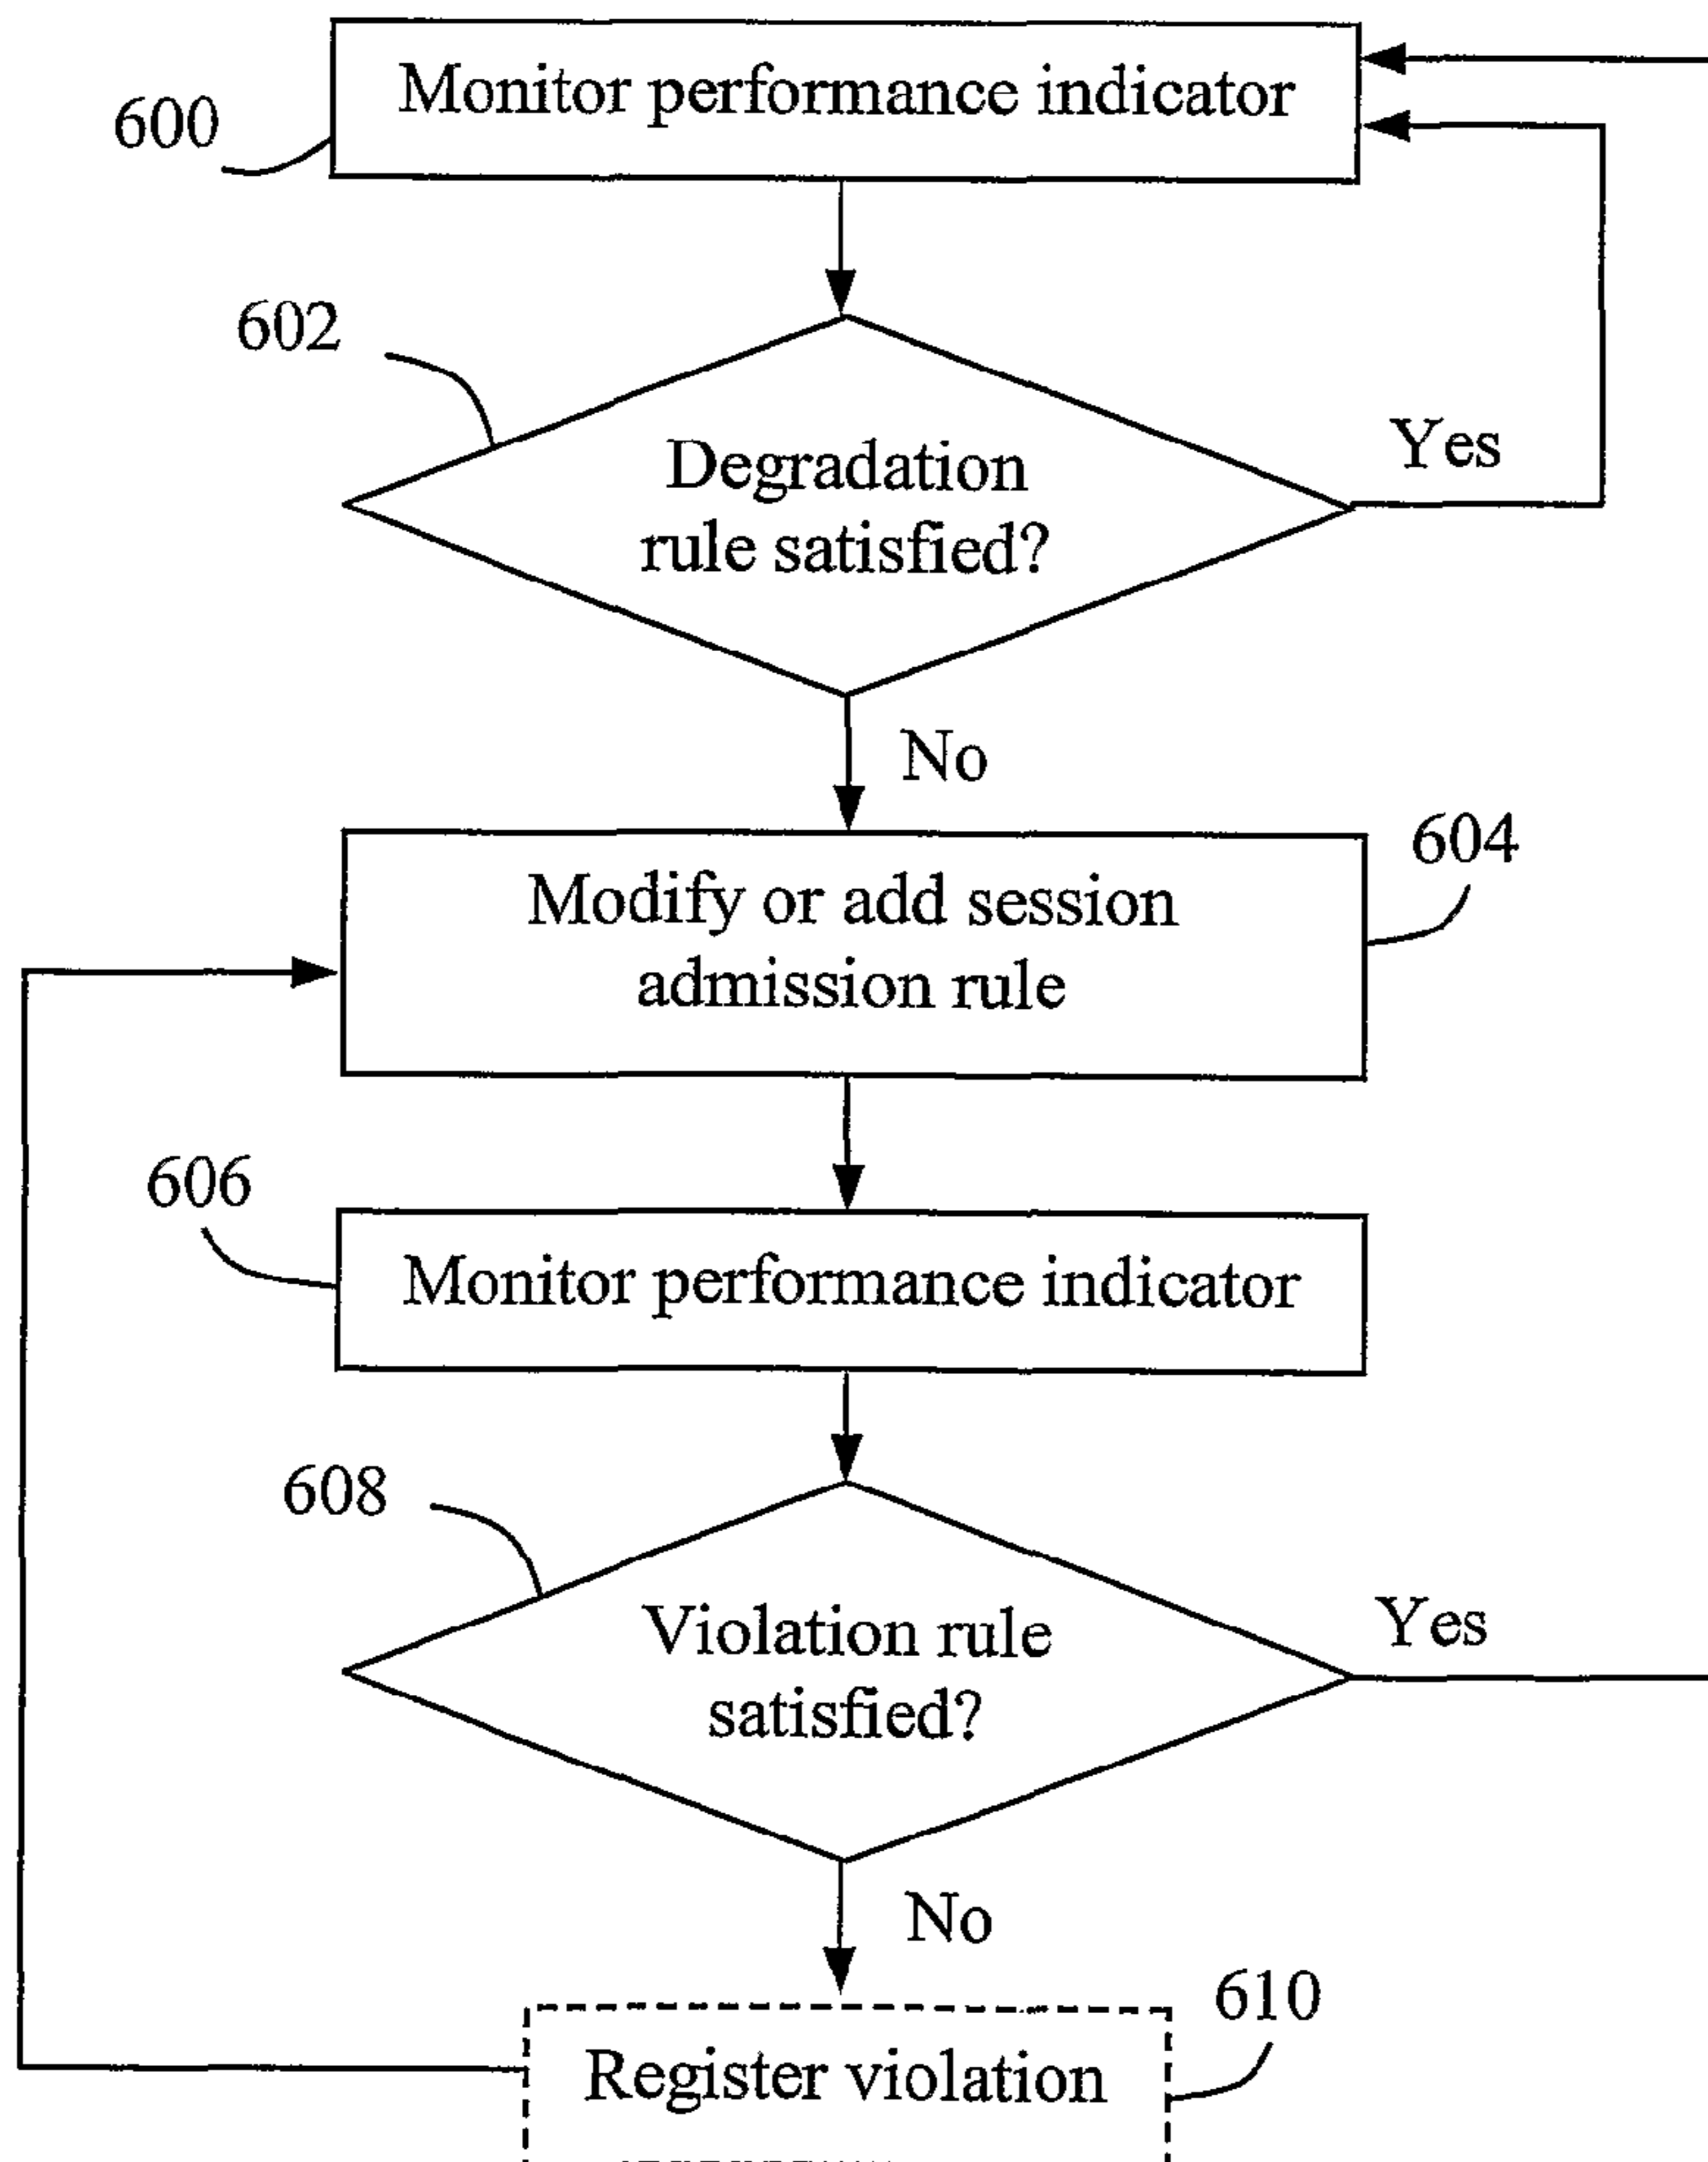 Monitor performance indicator
600
602
Degradation
rule satisfied?
Yes
No
604
Modify or add session
admission rule
606
Monitor performance indicator
608
Violation rule
satisfied?
Yes
No
610
Register violation